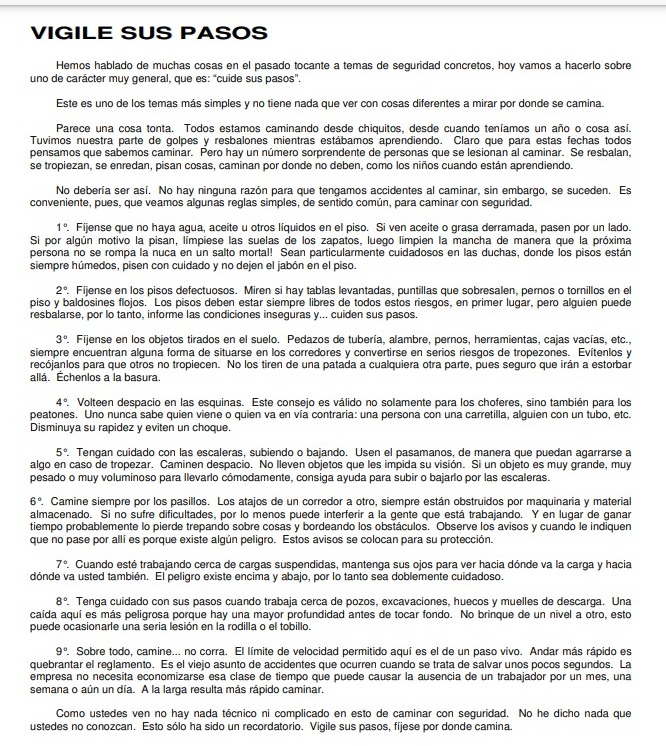 VIGILE SUS PASOS
Hemos hablado de muchas cosas en el pasado tocante a temas de seguridad concretos, hoy vamos a hacerlo sobre
uno de carácter muy general, que es: “cuide sus pasos”.
Este es uno de los temas más simples y no tiene nada que ver con cosas diferentes a mirar por donde se camina.
Parece una cosa tonta. Todos estamos caminando desde chiquitos, desde cuando teníamos un año o cosa así.
Tuvimos nuestra parte de golpes y resbalones mientras estábamos aprendiendo. Claro que para estas fechas todos
pensamos que sabemos caminar. Pero hay un número sorprendente de personas que se lesionan al caminar. Se resbalan,
se tropiezan, se enredan, pisan cosas, caminan por donde no deben, como los niños cuando están aprendiendo.
No debería ser así. No hay ninguna razón para que tengamos accidentes al caminar, sin embargo, se suceden. Es
conveniente, pues, que veamos algunas reglas simples, de sentido común, para caminar con seguridad.
1°. Fíjense que no haya agua, aceite u otros líquidos en el piso. Si ven aceite o grasa derramada, pasen por un lado.
Si por algún motivo la pisan, límpiese las suelas de los zapatos, luego limpien la mancha de manera que la próxima
persona no se rompa la nuca en un salto mortal! Sean particularmente cuidadosos en las duchas, donde los pisos están
siempre húmedos, pisen con cuidado y no dejen el jabón en el piso.
2°. Fíjense en los pisos defectuosos. Miren si hay tablas levantadas, puntillas que sobresalen, pernos o tornillos en el
piso y baldosines flojos. Los pisos deben estar siempre libres de todos estos riesgos, en primer lugar, pero alguien puede
resbalarse, por lo tanto, informe las condiciones inseguras y... cuiden sus pasos.
3°. Fíjense en los objetos tirados en el suelo. Pedazos de tubería, alambre, pernos, herramientas, cajas vacías, etc.,
siempre encuentran alguna forma de situarse en los corredores y convertirse en serios riesgos de tropezones. Evítenlos y
recójanlos para que otros no tropiecen. No los tiren de una patada a cualquiera otra parte, pues seguro que irán a estorbar
allá. Échenlos a la basura.
4°. Volteen despacio en las esquinas. Este consejo es válido no solamente para los choferes, sino también para los
peatones. Uno nunca sabe quien viene o quien va en vía contraria: una persona con una carretilla, alguien con un tubo, etc.
Disminuya su rapidez y eviten un choque.
5°. Tengan cuidado con las escaleras, subiendo o bajando. Usen el pasamanos, de manera que puedan agarrarse a
algo en caso de tropezar. Caminen despacio. No lleven objetos que les impida su visión. Si un objeto es muy grande, muy
pesado o muy voluminoso para llevarlo cómodamente, consiga ayuda para subir o bajarlo por las escaleras.
6°. Camine siempre por los pasillos. Los atajos de un corredor a otro, siempre están obstruidos por maquinaria y material
almacenado. Si no sufre dificultades, por lo menos puede interferir a la gente que está trabajando. Y en lugar de ganar
tiempo probablemente lo pierde trepando sobre cosas y bordeando los obstáculos. Observe los avisos y cuando le indiquen
que no pase por allí es porque existe algún peligro. Estos avisos se colocan para su protección.
7°. Cuando esté trabajando cerca de cargas suspendidas, mantenga sus ojos para ver hacia dónde va la carga y hacia
dónde va usted también. El peligro existe encima y abajo, por lo tanto sea doblemente cuidadoso.
8°. Tenga cuidado con sus pasos cuando trabaja cerca de pozos, excavaciones, huecos y muelles de descarga. Una
caída aquí es más peligrosa porque hay una mayor profundidad antes de tocar fondo. No brinque de un nivel a otro, esto
puede ocasionarle una seria lesión en la rodilla o el tobillo.
9°. Sobre todo, camine... no corra. El límite de velocidad permitido aquí es el de un paso vivo. Andar más rápido es
quebrantar el reglamento. Es el viejo asunto de accidentes que ocurren cuando se trata de salvar unos pocos segundos. La
empresa no necesita economizarse esa clase de tiempo que puede causar la ausencia de un trabajador por un mes, una
semana o aún un día. A la larga resulta más rápido caminar.
Como ustedes ven no hay nada técnico ni complicado en esto de caminar con seguridad. No he dicho nada que
ustedes no conozcan. Esto sólo ha sido un recordatorio. Vigile sus pasos, fíjese por donde camina.